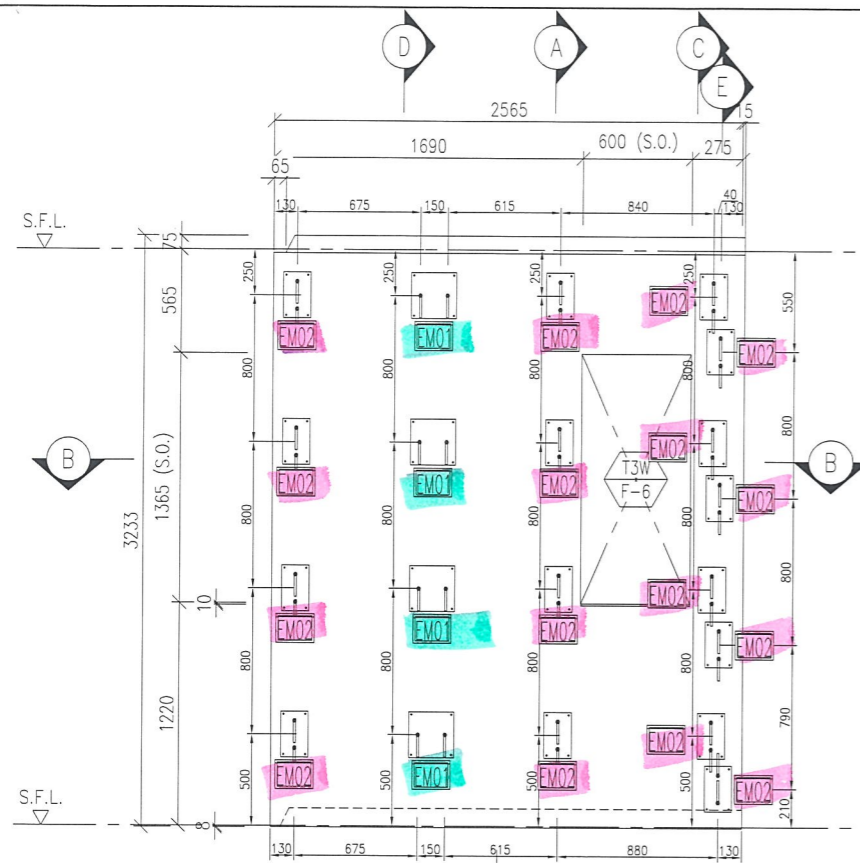 D A C
E
2565 15
1690 600 (S.O.) 275
65 40
130 675 150 615 840 130
S.F.L.
75
250 250 250 250 550
565
EM02 EM01 EM02 EM02
EM02
800 800 800 800 800
B EM02 EM01 EM02 EM02 B
T3W
F-6
EM02
3233 1365 (S.O.)
800 800 800 800 800
10
EM02 EM01 EM02 EM02
EM02
800 800 800 800 790
1220
EM02 EM01 EM02 EM02
EM02
500 500 500 500 210
S.F.L.
8
130 675 150 615 880 130